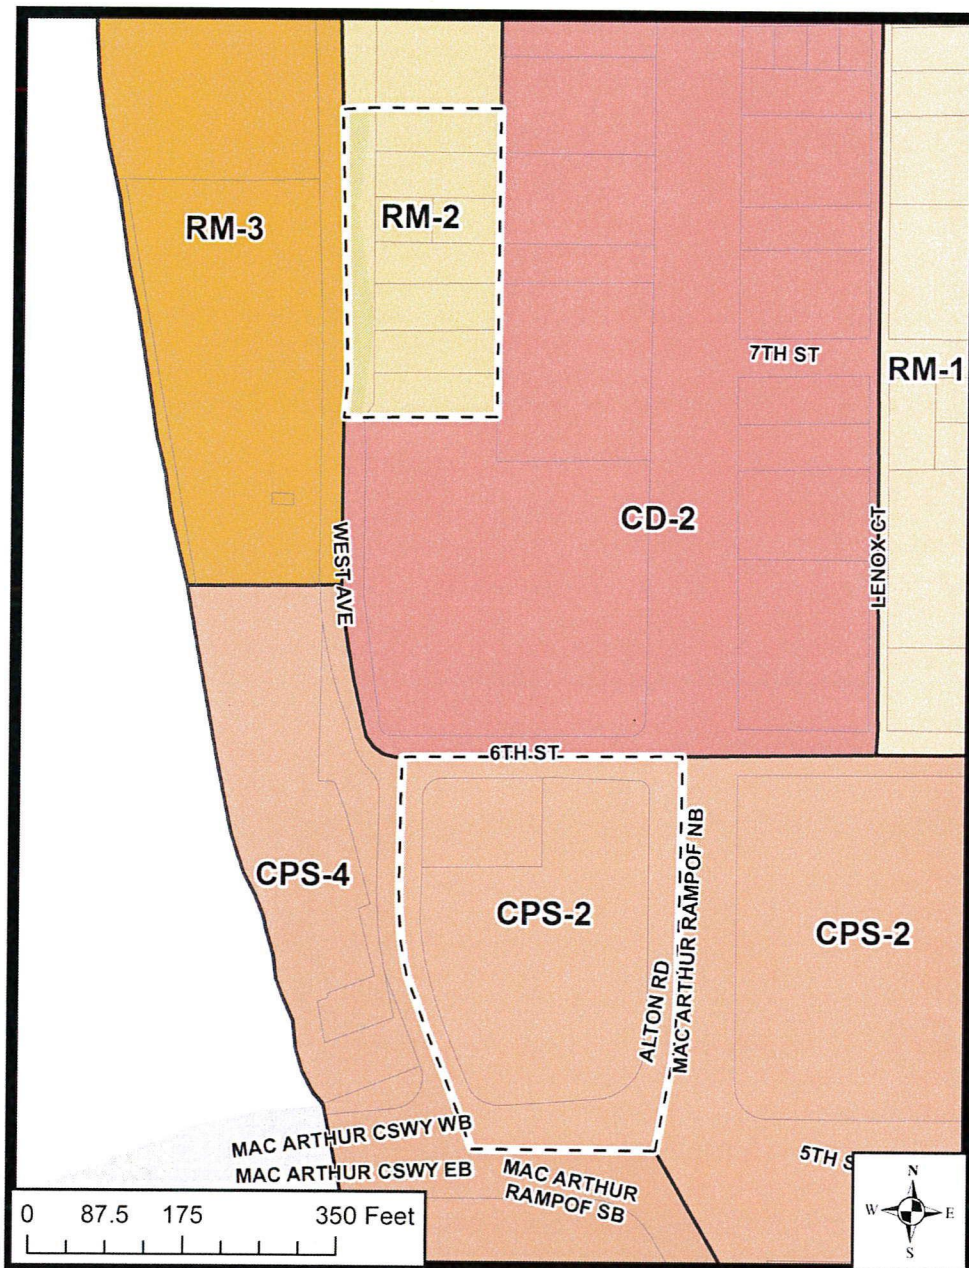 RM-3
RM-2
7TH ST
RM-1
CD-2
WEST AVE
LENOX CT
6TH ST
CPS-4
CPS-2
CPS-2
ALTON RD
MAC ARTHUR RAMPOF NB
MAC ARTHUR CSWY WB
MAC ARTHUR CSWY EB
MAC ARTHUR
RAMPOF SB
5TH S
0 87.5 175 350 Feet
N
W E
S